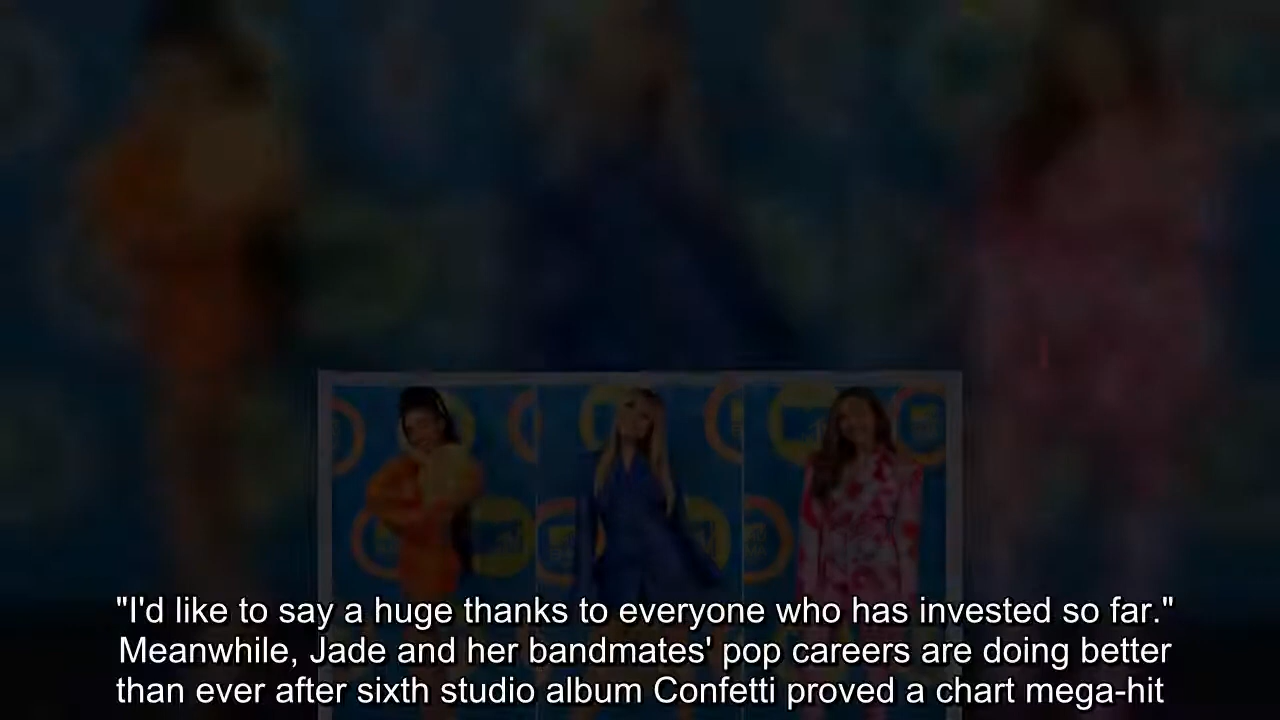 "I'd like to say a huge thanks to everyone who has invested so far."
Meanwhile, Jade and her bandmates' pop careers are doing better
than ever after sixth studio album Confetti proved a chart mega-hit